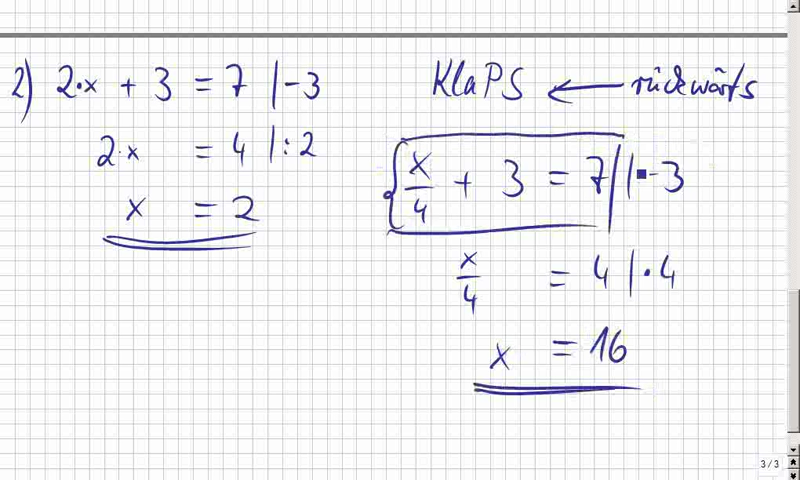 2) 2·x + 3 = 7 | -3
2·x = 4 | : 2
x = 2
KlaPS ← rückwärts
x/4 + 3 = 7 | -3
x/4 = 4 | · 4
x = 16
3/3